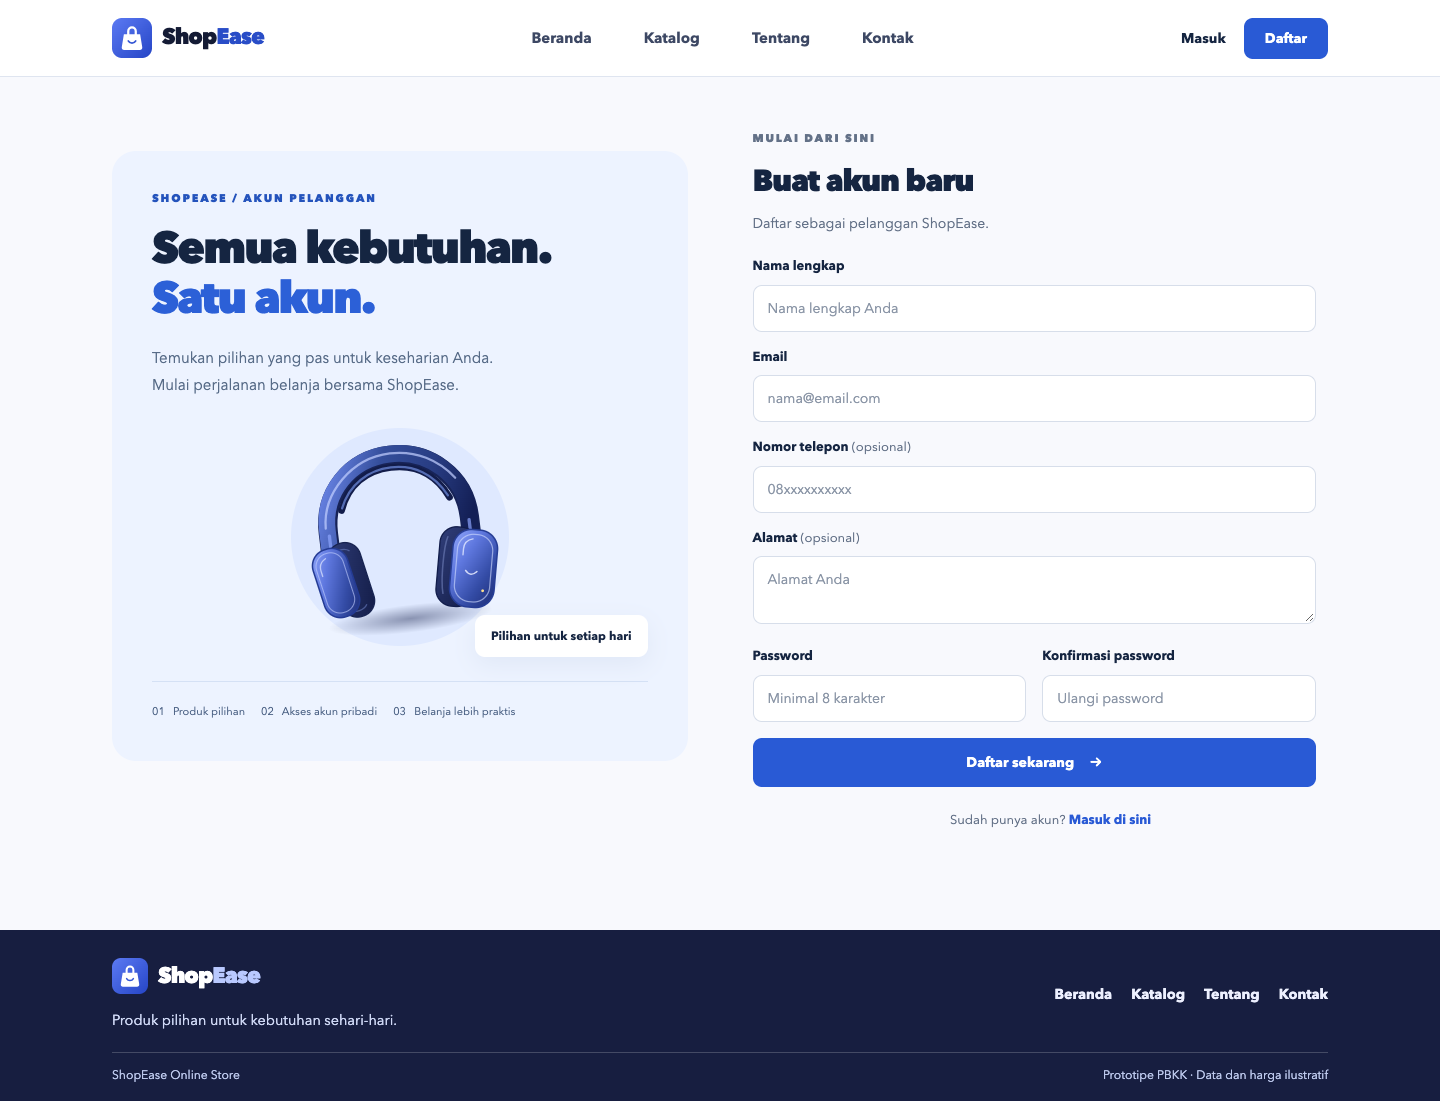 ShopEase
Beranda Katalog Tentang Kontak
Masuk Daftar
SHOPEASE / AKUN PELANGGAN
Semua kebutuhan.
Satu akun.
Temukan pilihan yang pas untuk keseharian Anda.
Mulai perjalanan belanja bersama ShopEase.
Pilihan untuk setiap hari
01 Produk pilihan 02 Akses akun pribadi 03 Belanja lebih praktis
MULAI DARI SINI
Buat akun baru
Daftar sebagai pelanggan ShopEase.
Nama lengkap
Nama lengkap Anda
Email
nama@email.com
Nomor telepon (opsional)
08xxxxxxxxxx
Alamat (opsional)
Alamat Anda
Password
Minimal 8 karakter
Konfirmasi password
Ulangi password
Daftar sekarang →
Sudah punya akun? Masuk di sini
ShopEase
Produk pilihan untuk kebutuhan sehari-hari.
Beranda Katalog Tentang Kontak
ShopEase Online Store
Prototipe PBKK · Data dan harga ilustratif